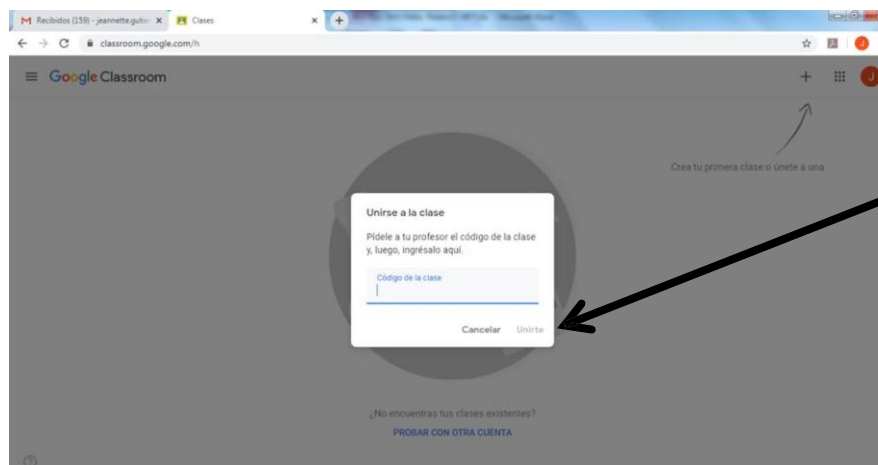 Recibidos (159) - jeannette.gutie
Clases
classroom.google.com/h
Google Classroom
J
Crea tu primera clase o únete a una
Unirse a la clase
Pídele a tu profesor el código de la clase
y, luego, ingrésalo aquí.
Código de la clase
Cancelar Unirte
¿No encuentras tus clases existentes?
PROBAR CON OTRA CUENTA